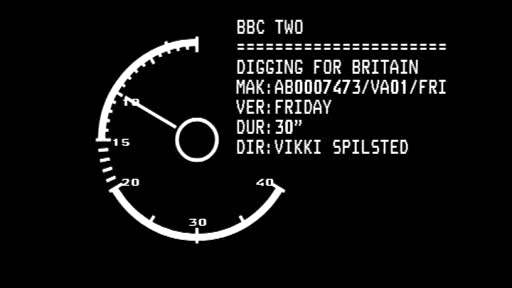 BBC TWO
======================
DIGGING FOR BRITAIN
MAK:AB0007473/VA01/FRI
VER:FRIDAY
DUR:30”
DIR:VIKKI SPILSTED
10
15
20
30
40